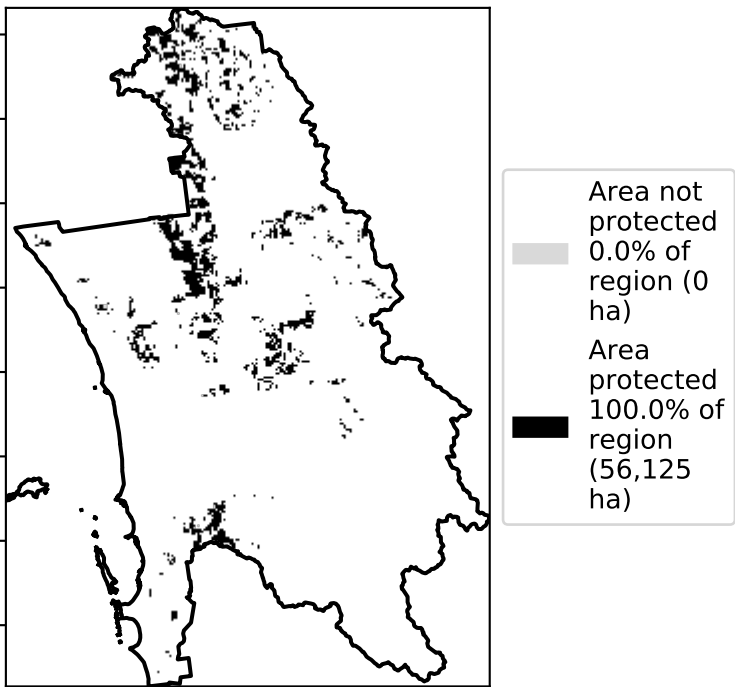 Area not
protected
0.0% of
region (0
ha)
Area
protected
100.0% of
region
(56,125
ha)